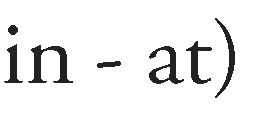 in - at)